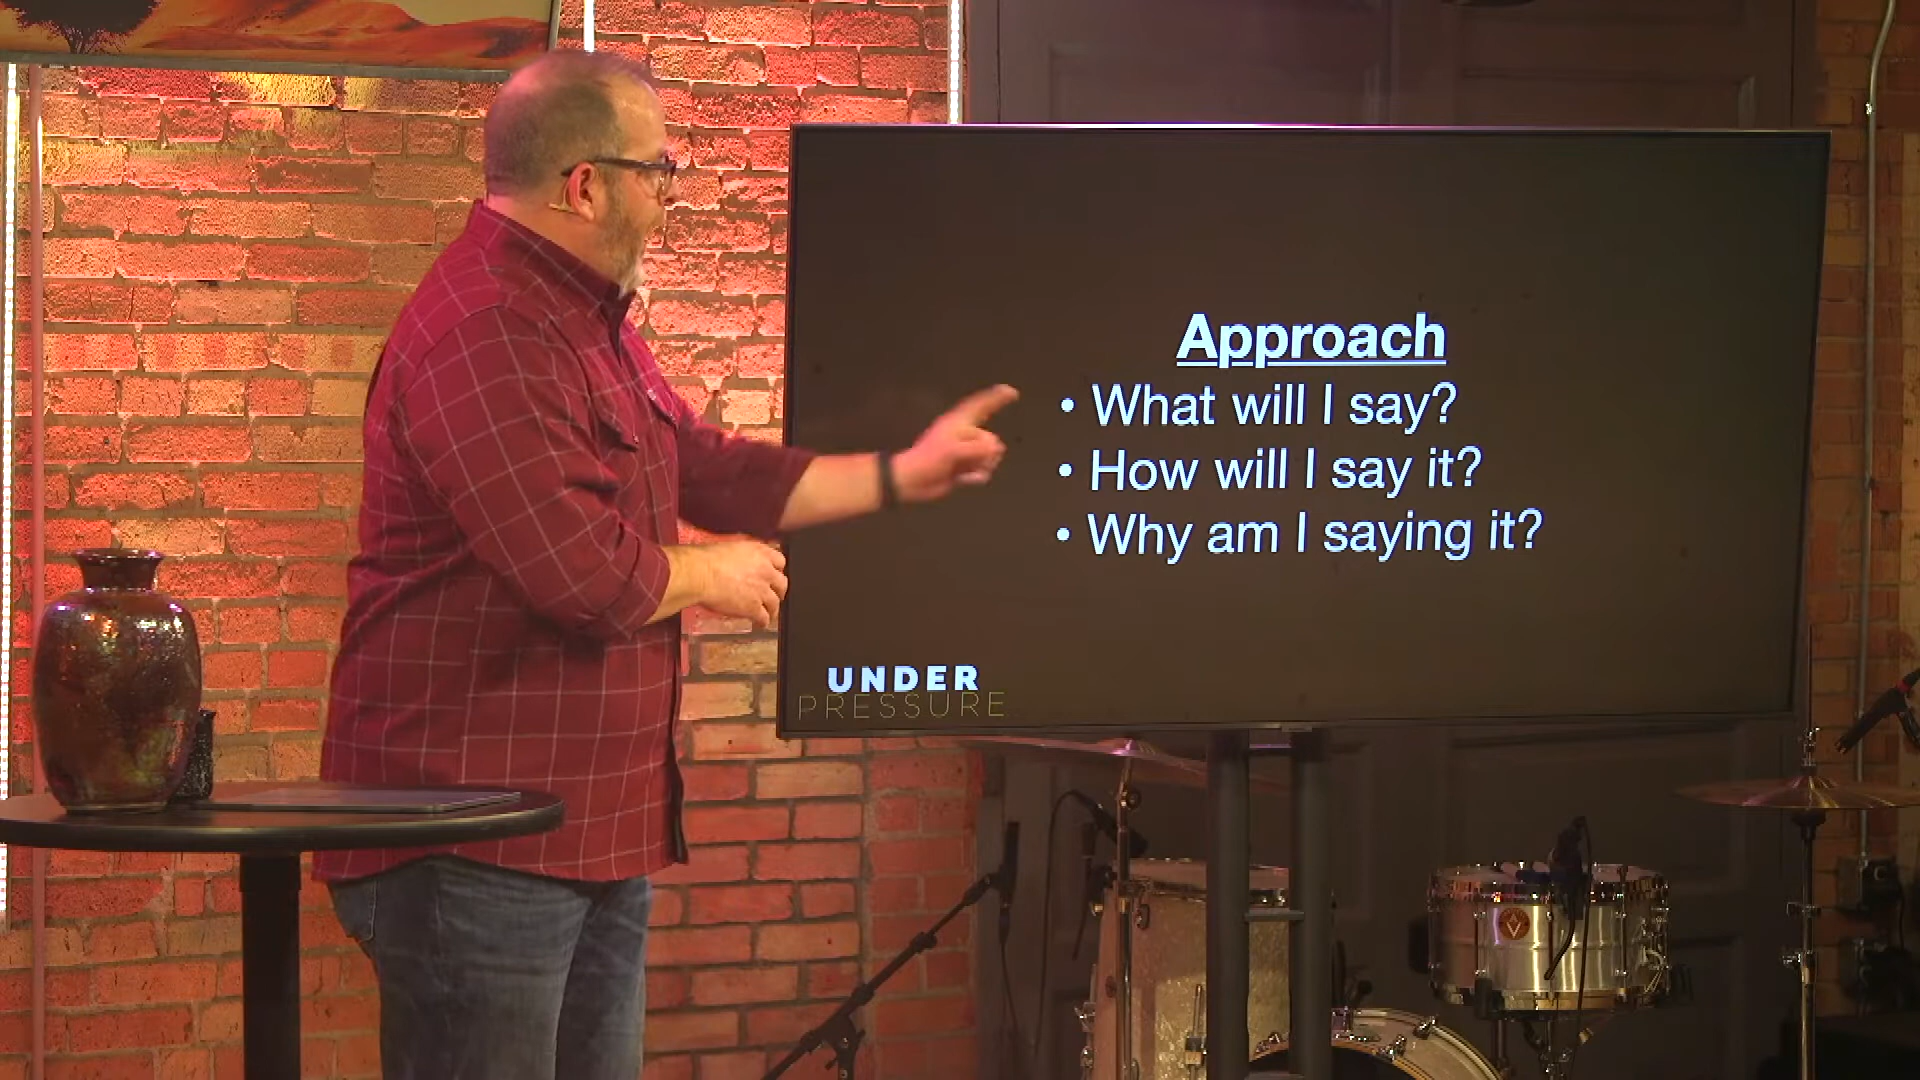 Approach
• What will I say?
• How will I say it?
• Why am I saying it?
UNDER
PRESSURE